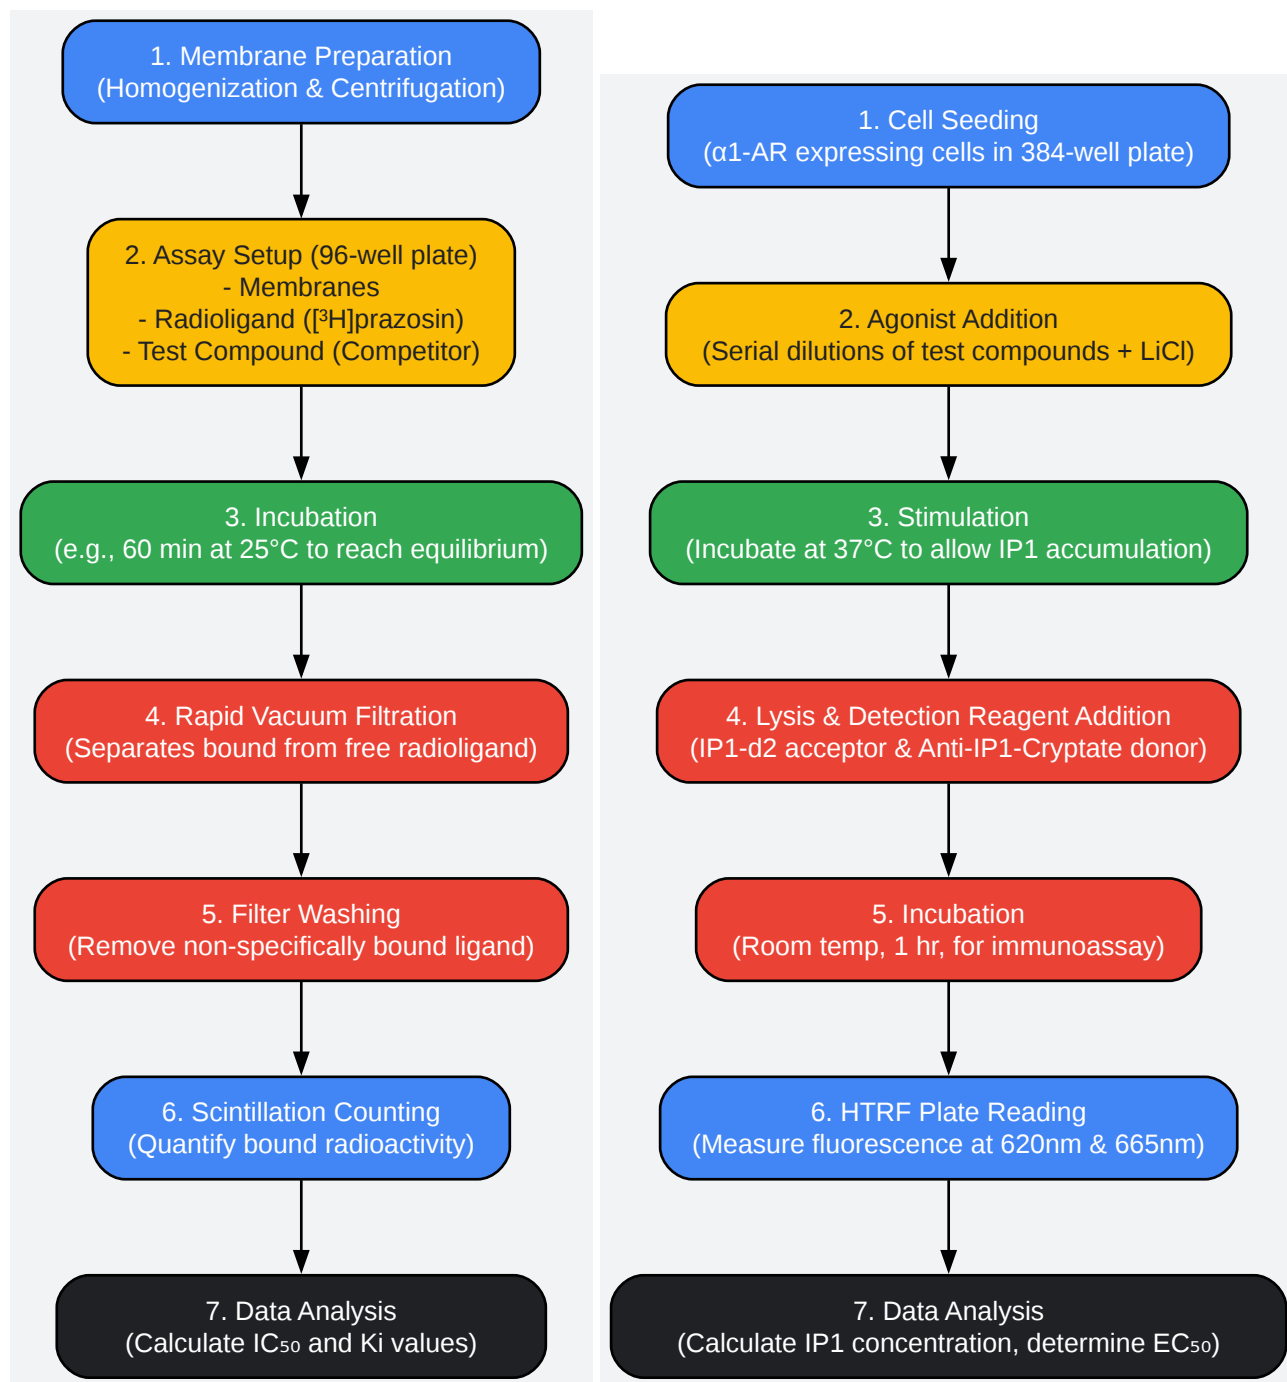 1. Membrane Preparation
(Homogenization & Centrifugation)
2. Assay Setup (96-well plate)
- Membranes
- Radioligand ([³H]prazosin)
- Test Compound (Competitor)
3. Incubation
(e.g., 60 min at 25°C to reach equilibrium)
4. Rapid Vacuum Filtration
(Separates bound from free radioligand)
5. Filter Washing
(Remove non-specifically bound ligand)
6. Scintillation Counting
(Quantify bound radioactivity)
7. Data Analysis
(Calculate IC₅₀ and Ki values)
1. Cell Seeding
(α1-AR expressing cells in 384-well plate)
2. Agonist Addition
(Serial dilutions of test compounds + LiCl)
3. Stimulation
(Incubate at 37°C to allow IP1 accumulation)
4. Lysis & Detection Reagent Addition
(IP1-d2 acceptor & Anti-IP1-Cryptate donor)
5. Incubation
(Room temp, 1 hr, for immunoassay)
6. HTRF Plate Reading
(Measure fluorescence at 620nm & 665nm)
7. Data Analysis
(Calculate IP1 concentration, determine EC₅₀)